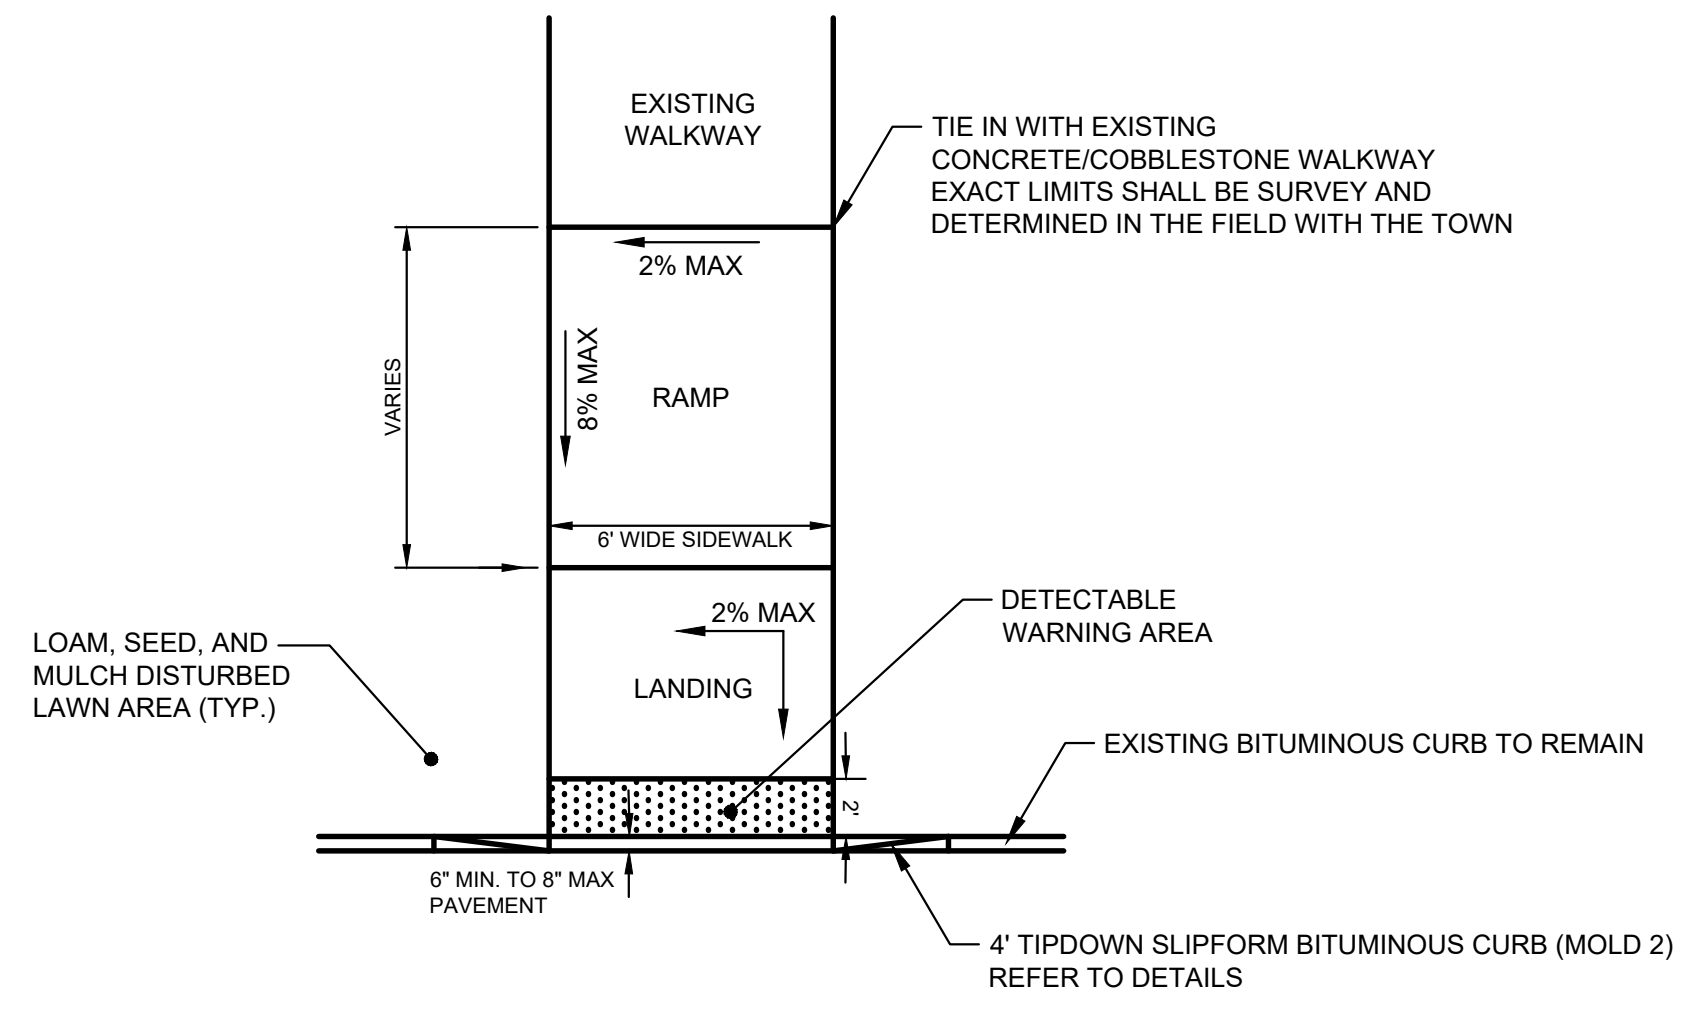 EXISTING
WALKWAY
TIE IN WITH EXISTING
CONCRETE/COBBLESTONE WALKWAY
EXACT LIMITS SHALL BE SURVEY AND
DETERMINED IN THE FIELD WITH THE TOWN
2% MAX
VARIES
8% MAX
RAMP
6' WIDE SIDEWALK
2% MAX
LANDING
DETECTABLE
WARNING AREA
LOAM, SEED, AND
MULCH DISTURBED
LAWN AREA (TYP.)
EXISTING BITUMINOUS CURB TO REMAIN
2'
6" MIN. TO 8" MAX
PAVEMENT
4' TIPDOWN SLIPFORM BITUMINOUS CURB (MOLD 2)
REFER TO DETAILS